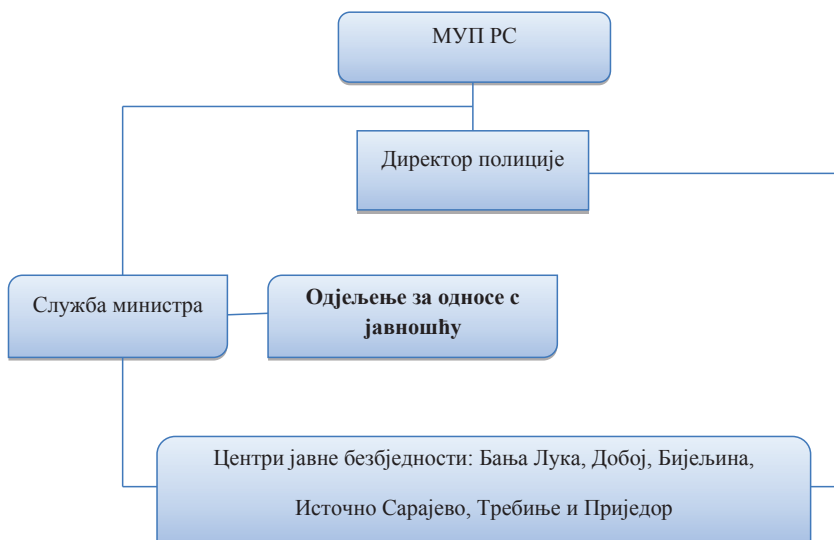 МУП РС
Директор полиције
Служба министра
Одјељење за односе с
јавношћу
Центри јавне безбједности: Бања Лука, Добој, Бијељина,
Источно Сарајево, Требиње и Приједор